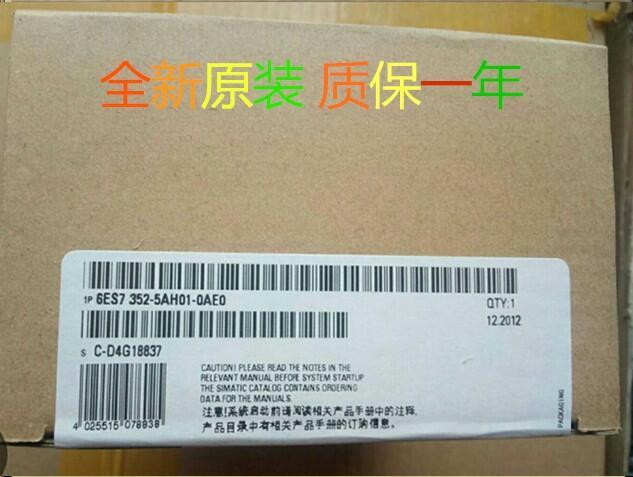 全新原装 质保一年
1P 6ES7 352-5AH01-0AE0
QTY:1
12.2012
S C-D4G18837
CAUTION! PLEASE READ THE NOTES IN THE
RELEVANT MANUAL BEFORE SYSTEM STARTUP
THE SIMATIC CATALOG CONTAINS ORDERING
DATA FOR THE MANUALS.
注意!系统启动前请阅读相关产品手册中的注释,
产品目录中有相关产品手册的订购信息。
4 025515 078838
PACKAGING